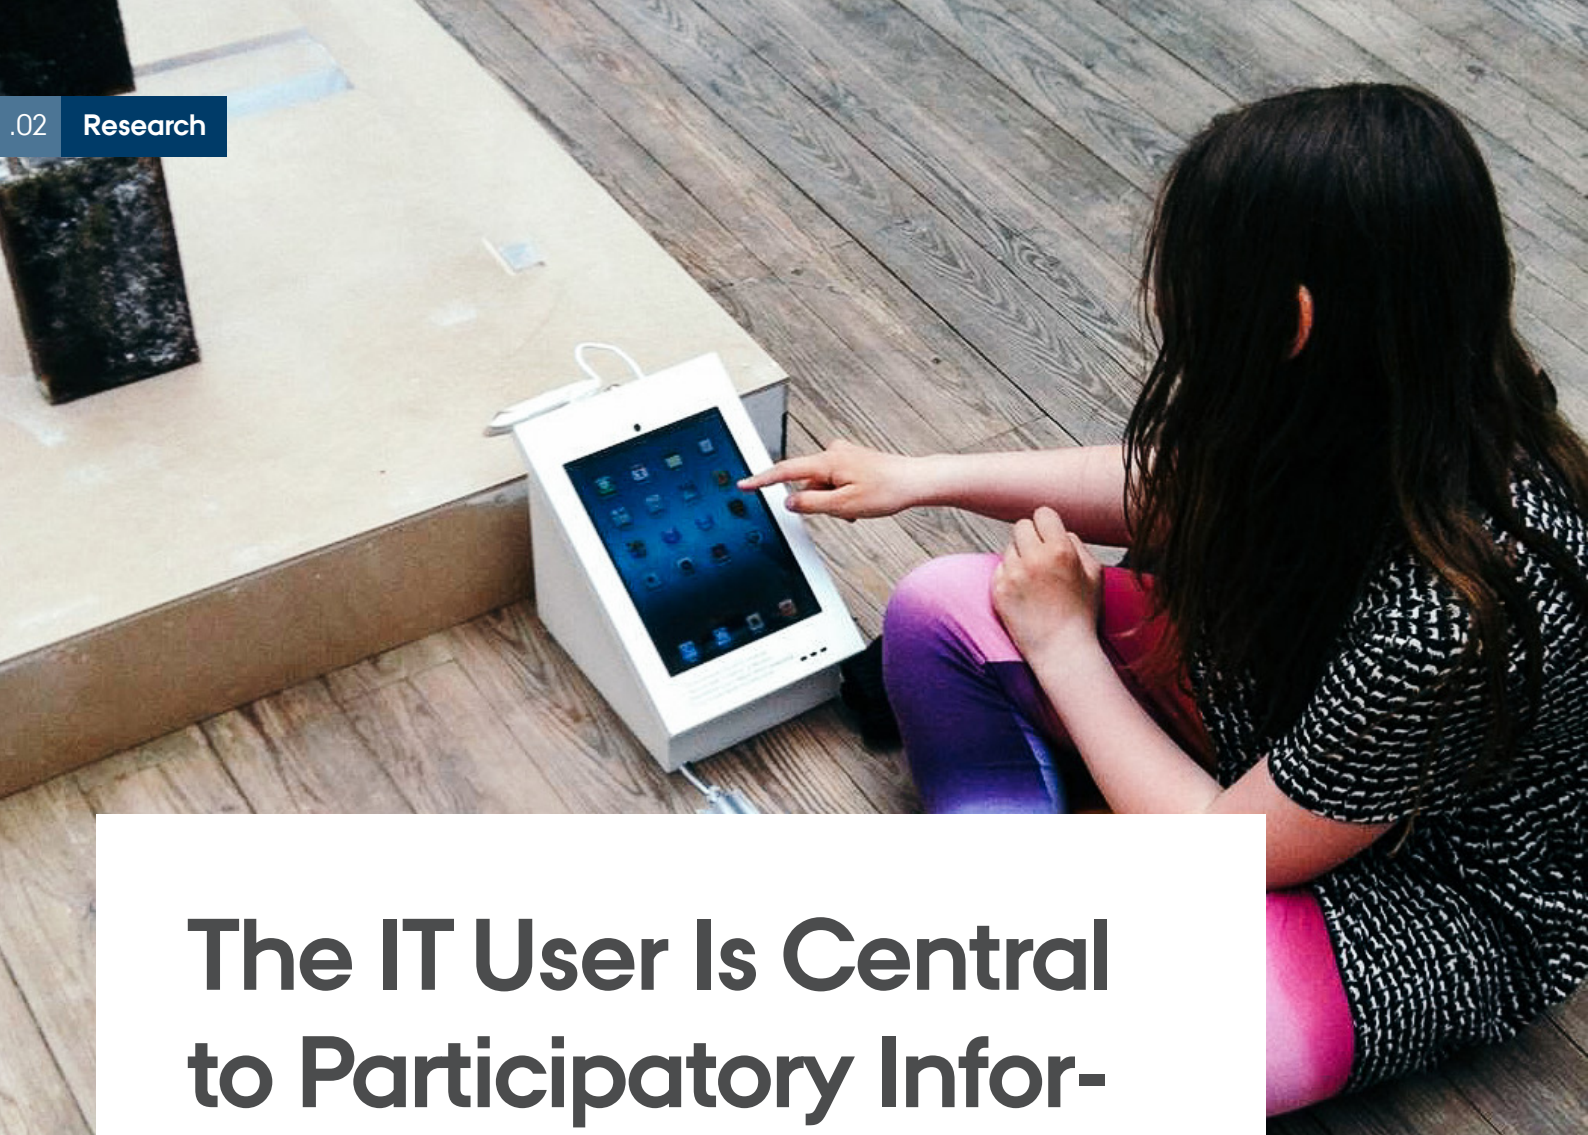 .02 Research
The IT User Is Central
to Participatory Infor-